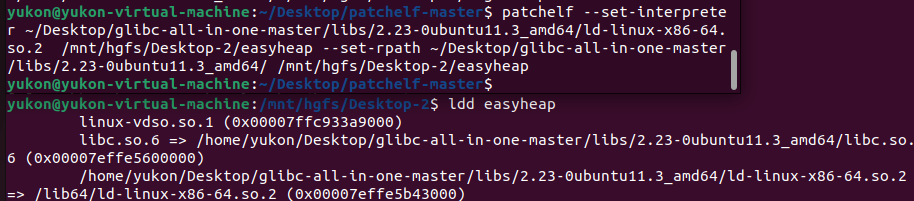 yukon@yukon-virtual-machine:~/Desktop/patchelf-master$ patchelf --set-interprete
r ~/Desktop/glibc-all-in-one-master/libs/2.23-0ubuntu11.3_amd64/ld-linux-x86-64.
so.2  /mnt/hgfs/Desktop-2/easyheap --set-rpath ~/Desktop/glibc-all-in-one-master
/libs/2.23-0ubuntu11.3_amd64/ /mnt/hgfs/Desktop-2/easyheap
yukon@yukon-virtual-machine:~/Desktop/patchelf-master$
yukon@yukon-virtual-machine:/mnt/hgfs/Desktop-2$ ldd easyheap
        linux-vdso.so.1 (0x00007ffc933a9000)
        libc.so.6 => /home/yukon/Desktop/glibc-all-in-one-master/libs/2.23-0ubuntu11.3_amd64/libc.so.
6 (0x00007effe5600000)
        /home/yukon/Desktop/glibc-all-in-one-master/libs/2.23-0ubuntu11.3_amd64/ld-linux-x86-64.so.2
=> /lib64/ld-linux-x86-64.so.2 (0x00007effe5b43000)